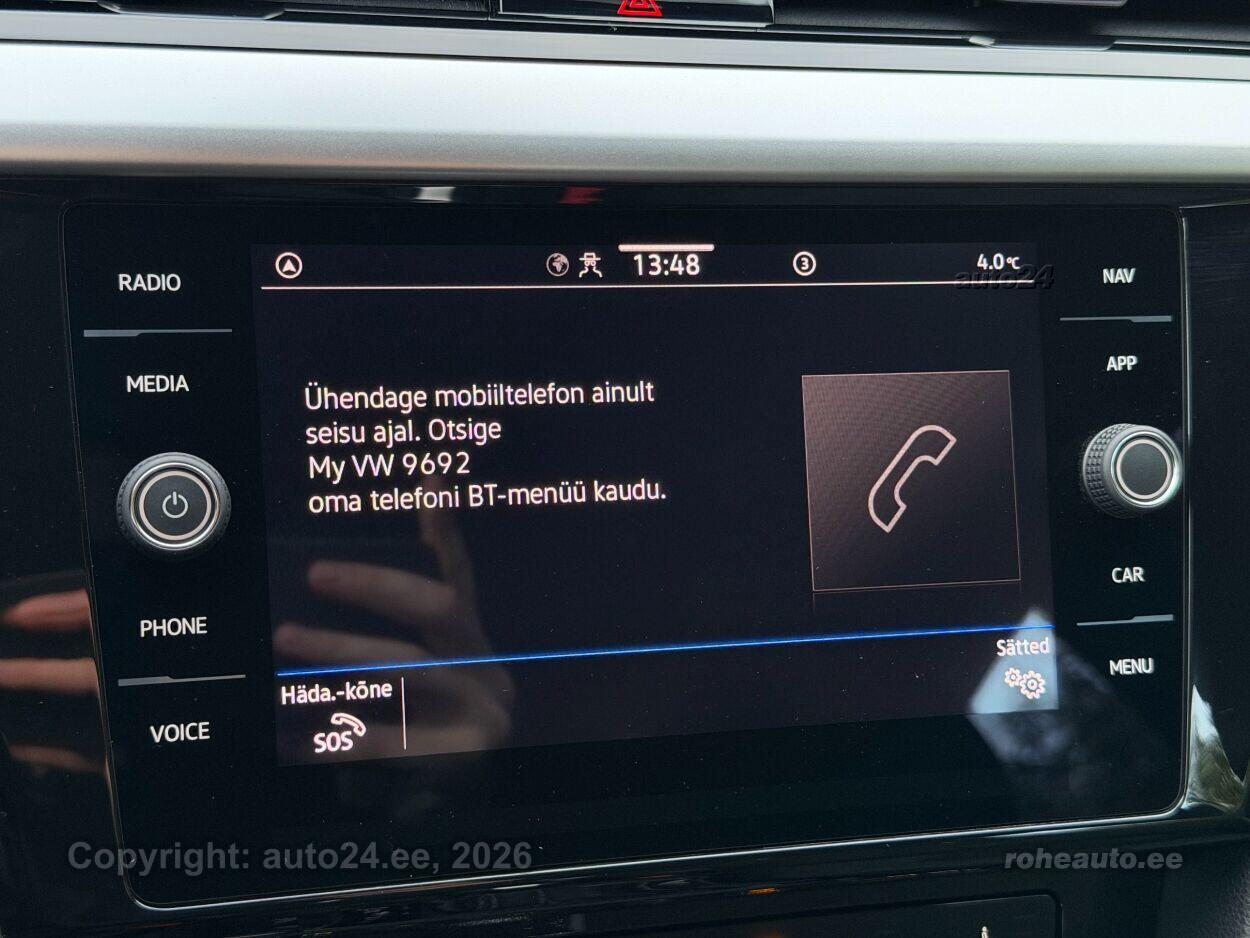 13:48
3
4.0°C
auto24
RADIO
NAV
MEDIA
APP
Ühendage mobiiltelefon ainult
seisu ajal. Otsige
My VW 9692
oma telefoni BT-menüü kaudu.
PHONE
CAR
VOICE
MENU
Häda.-kõne
SOS
Sätted
Copyright: auto24.ee, 2026
roheauto.ee